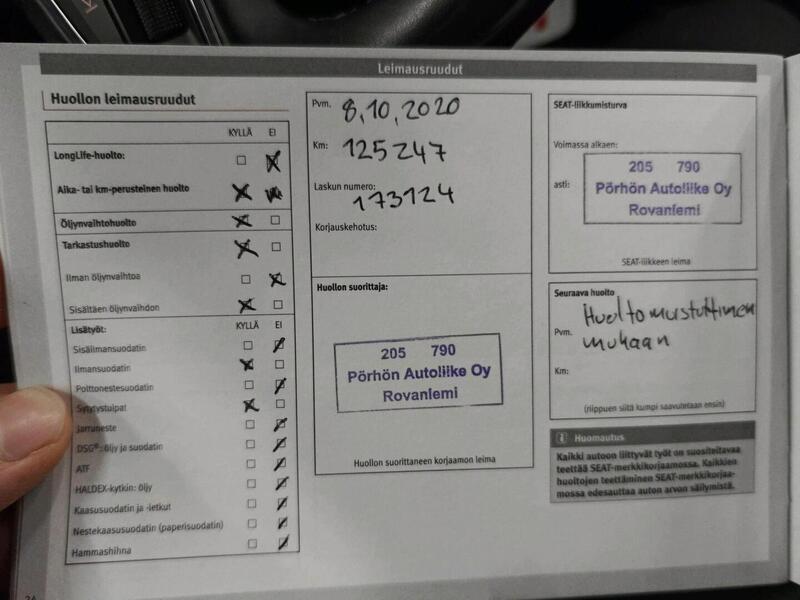 Leimausruudut
Huollon leimausruudut
KYLLÄ EI
LongLife-huolto:
Aika- tai km-perusteinen huolto
Öljynvaihtohuolto
Tarkastushuolto
Ilman öljynvaihtoa
Sisältäen öljynvaihdon
Lisätyöt: KYLLÄ EI
Sisäilmansuodatin
Ilmansuodatin
Polttonestesuodatin
Sytytystulpat
Jarruneste
DSG®: öljy ja suodatin
ATF
HALDEX-kytkin: öljy
Kaasusuodatin ja -letkut
Nestekaasusuodatin (paperisuodatin)
Hammashihna
Pvm. 8,10,2020
Km: 125247
Laskun numero:
173124
Korjauskehotus:
Huollon suorittaja:
205 790
Pörhön Autoliike Oy
Rovaniemi
Huollon suorittaneen korjaamon leima
SEAT-liikkumisturva
Voimassa alkaen:
asti:
205 790
Pörhön Autoliike Oy
Rovaniemi
SEAT-liikkeen leima
Seuraava huolto
Huoltomustuttimen
Pvm. mukaan
Km:
(riippuen siitä kumpi saavutetaan ensin)
i Huomautus
Kaikki autoon liittyvät työt on suositeltavaa
teettää SEAT-merkkikorjaamossa. Kaikkien
huoltojen teettäminen SEAT-merkkikorjaa-
mossa edesauttaa auton arvon säilymistä.